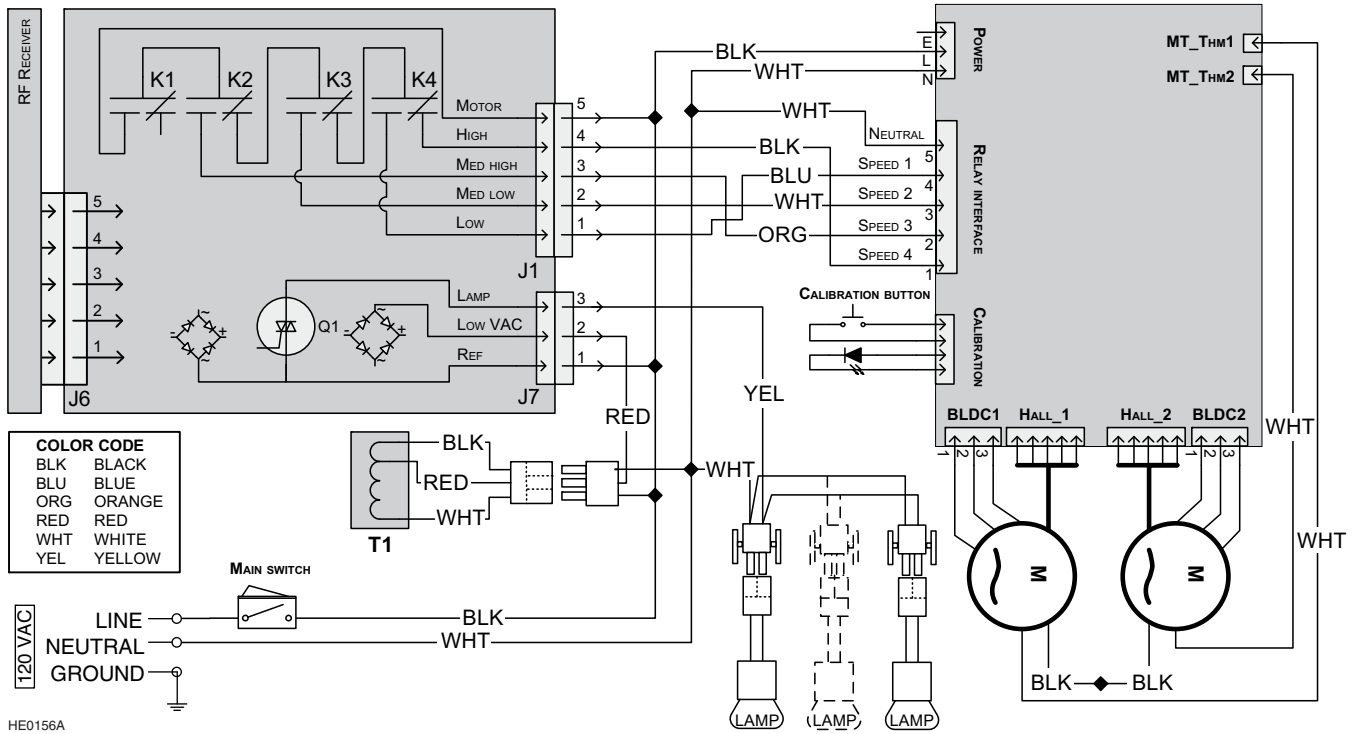 RF RECEIVER
K1
K2
K3
K4
MOTOR
HIGH
MED HIGH
MED LOW
LOW
5
4
3
2
1
J1
5
4
3
2
1
J6
LAMP
LOW VAC
REF
3
2
1
J7
Q1
- ~ + ~
- ~ + ~
BLK
WHT
WHT
BLK
BLU
WHT
ORG
YEL
RED
E
L
N
POWER
MT_THM1
MT_THM2
NEUTRAL
SPEED 1
SPEED 2
SPEED 3
SPEED 4
5
4
3
2
1
RELAY INTERFACE
CALIBRATION BUTTON
CALIBRATION
BLDC1
HALL_1
HALL_2
BLDC2
1
2
3
1
2
3
WHT
WHT
M
M
BLK
BLK
COLOR CODE
BLK BLACK
BLU BLUE
ORG ORANGE
RED RED
WHT WHITE
YEL YELLOW
BLK
RED
WHT
T1
WHT
MAIN SWITCH
120 VAC
LINE
NEUTRAL
GROUND
BLK
WHT
LAMP
LAMP
LAMP
HE0156A